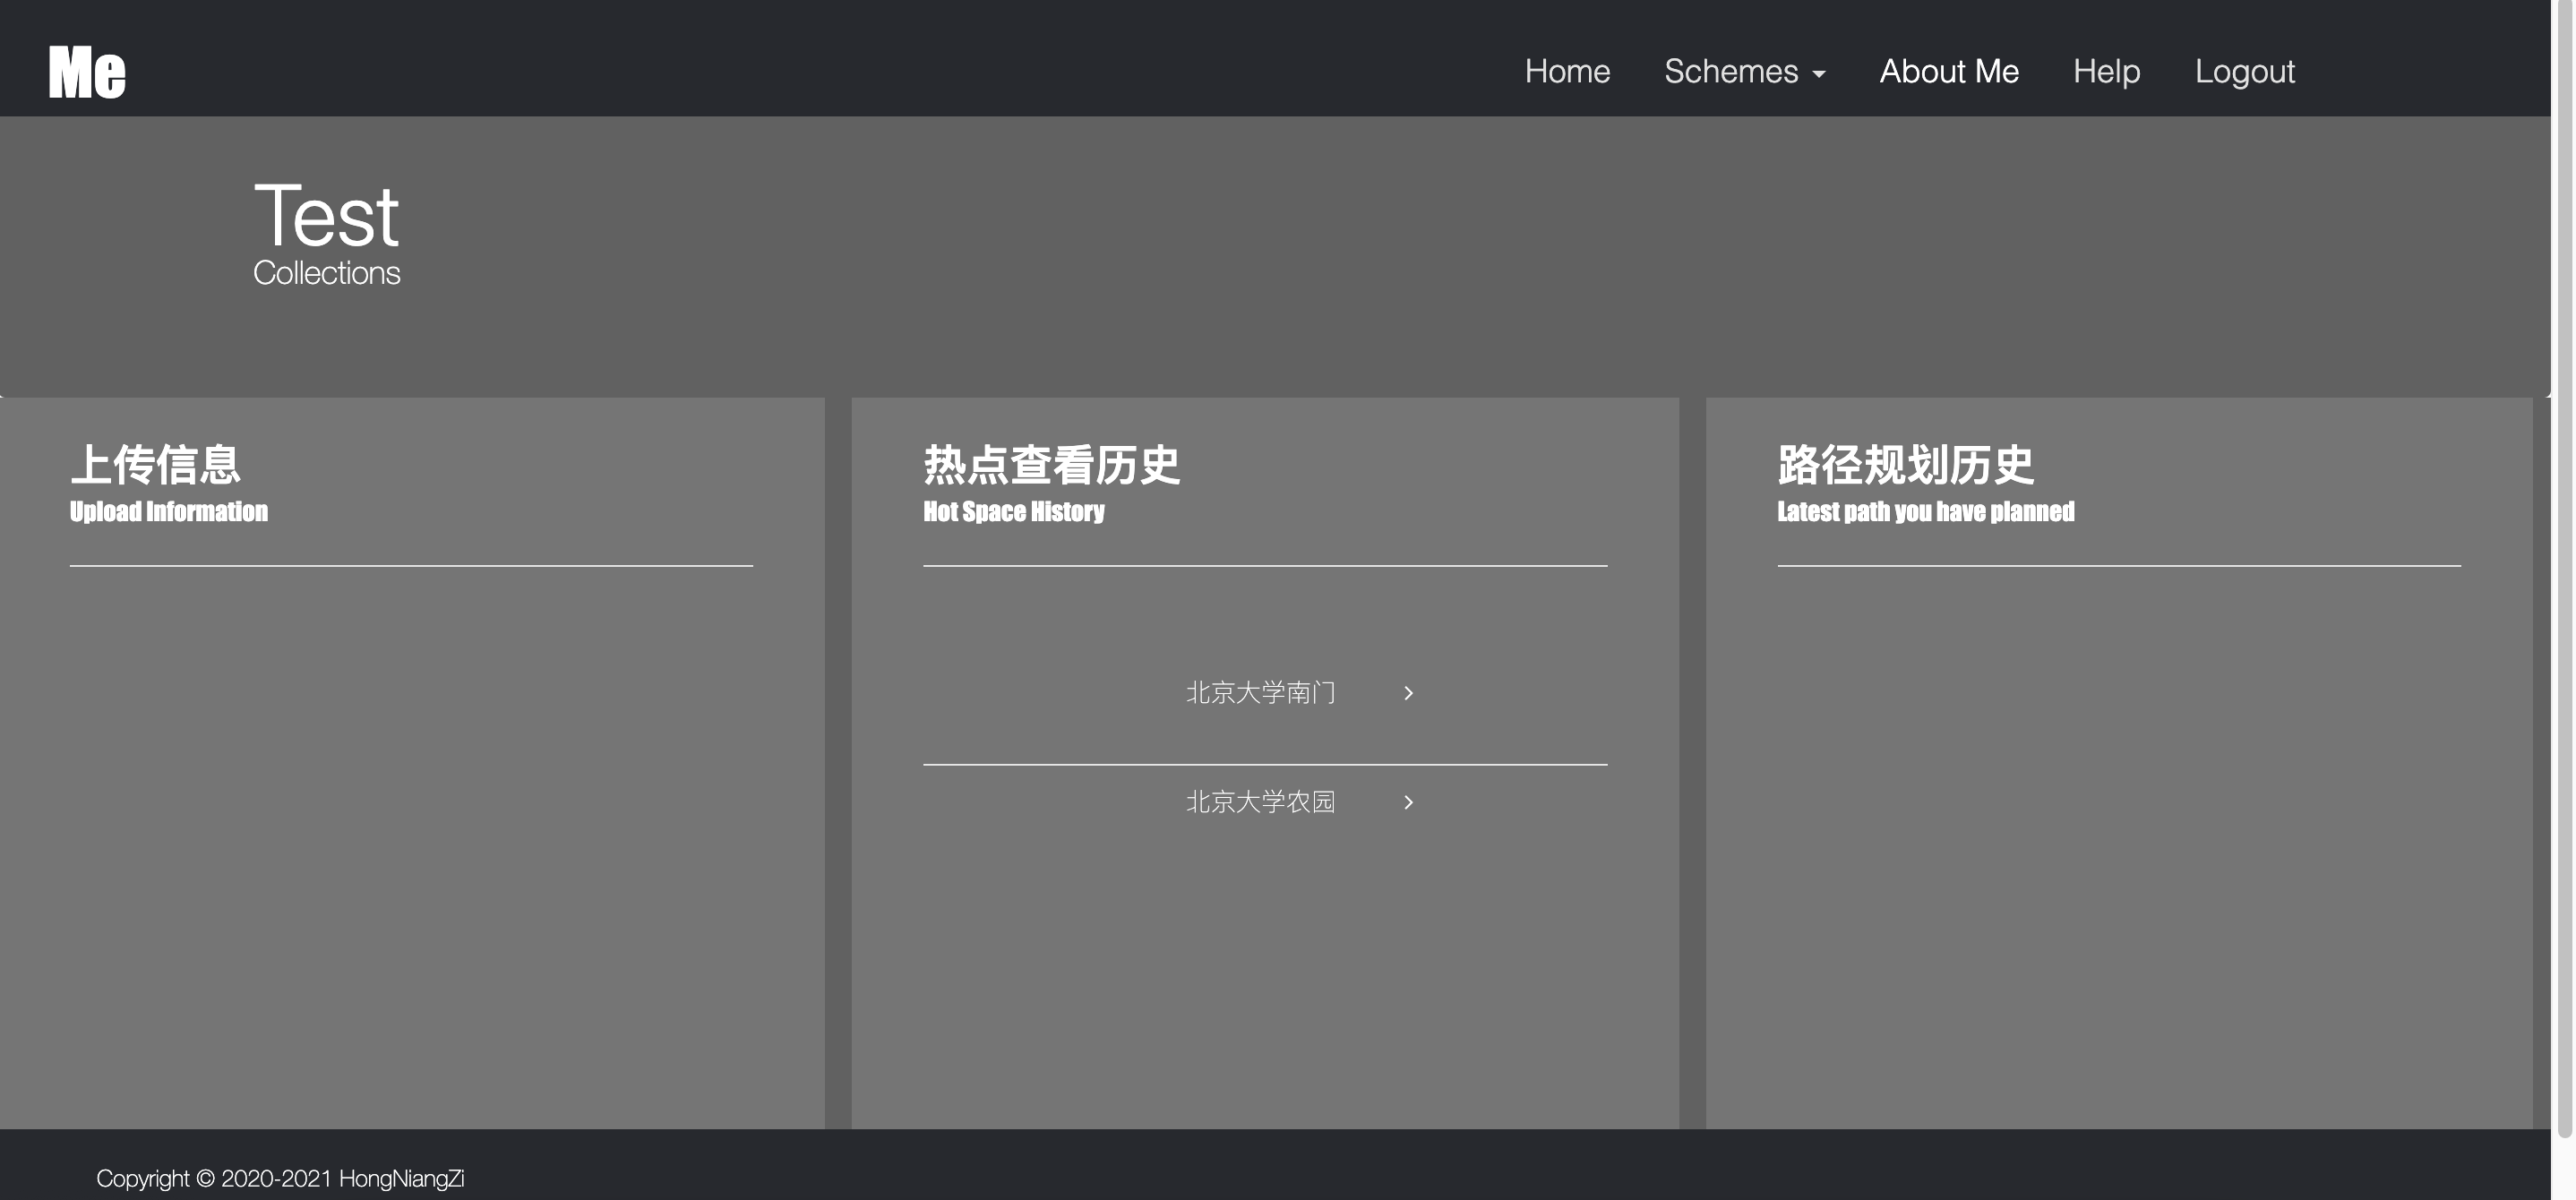 Me
Home Schemes About Me Help Logout
Test
Collections
上传信息
Upload Information
热点查看历史
Hot Space History
北京大学南门
北京大学农园
路径规划历史
Latest path you have planned
Copyright © 2020-2021 HongNiangZi